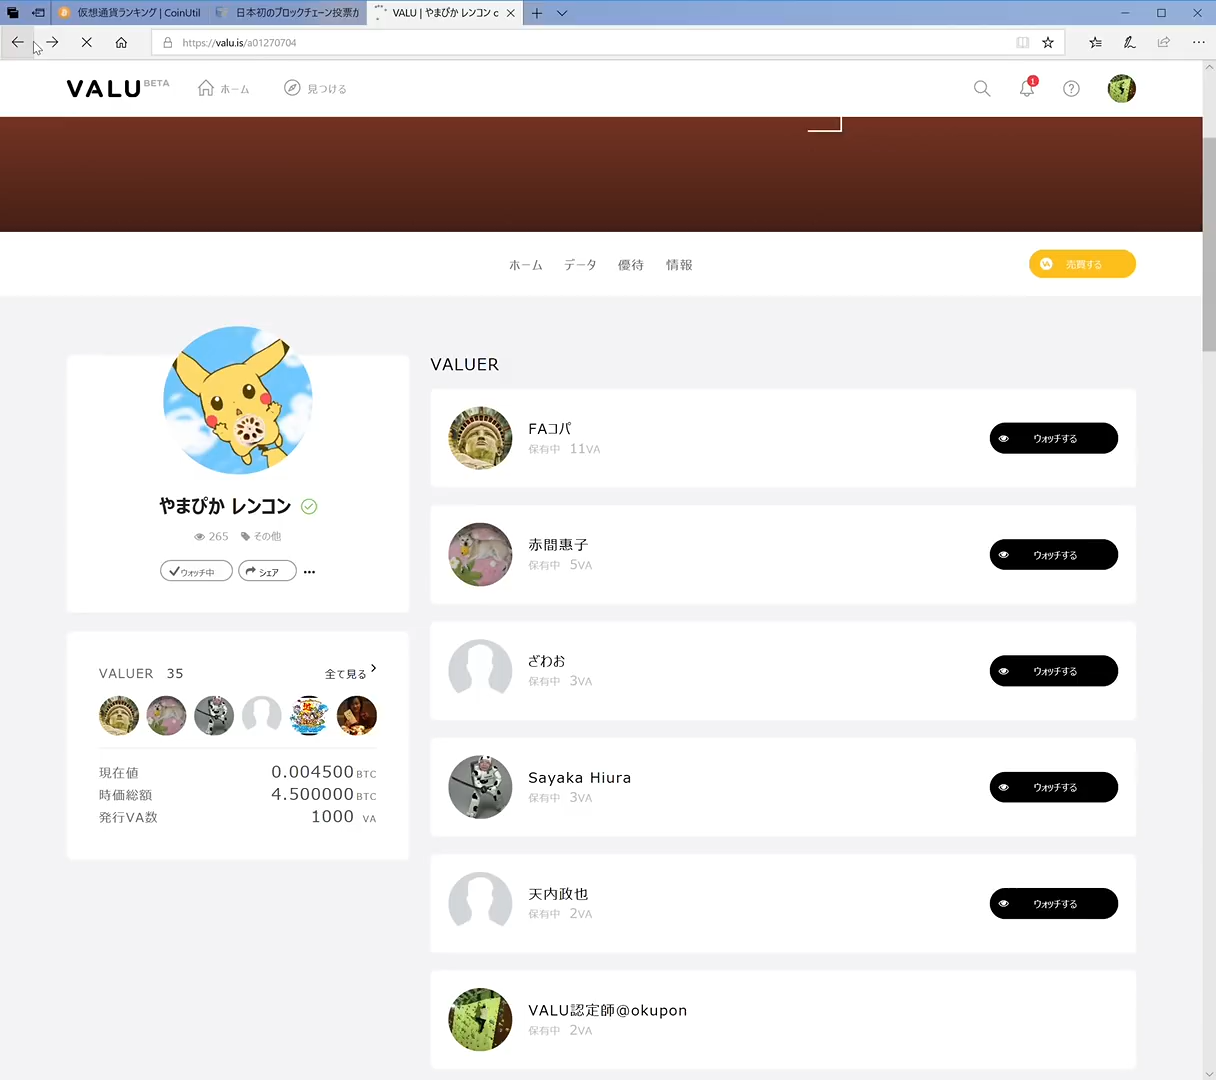 仮想通貨ランキング | CoinUtil
日本初のブロックチェーン投票か
VALU | やまぴか レンコン c
https://valu.is/a01270704
VALU BETA
ホーム
見つける
1
ホーム
データ
優待
情報
売買する
やまぴか レンコン
265
その他
ウォッチ中
シェア
VALUER 35
全て見る
現在値 0.004500 BTC
時価総額 4.500000 BTC
発行VA数 1000 VA
VALUER
FAコパ
保有中 11VA
ウォッチする
赤間惠子
保有中 5VA
ウォッチする
ざわお
保有中 3VA
ウォッチする
Sayaka Hiura
保有中 3VA
ウォッチする
天内政也
保有中 2VA
ウォッチする
VALU認定師@okupon
保有中 2VA